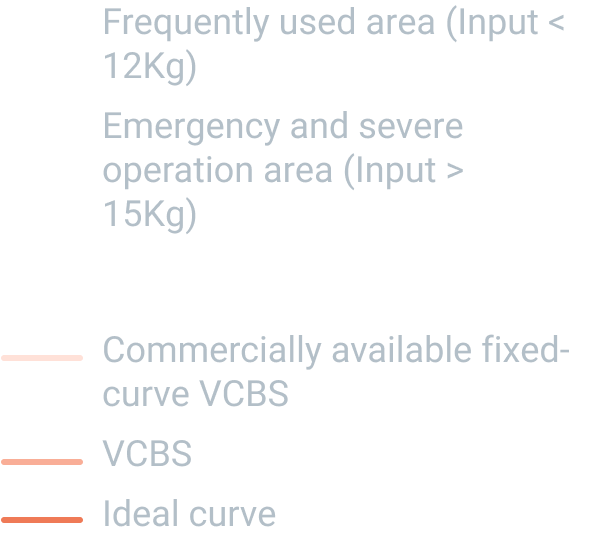 Frequently used area (Input <
12Kg)
Emergency and severe
operation area (Input >
15Kg)
Commercially available fixed-
curve VCBS
VCBS
Ideal curve